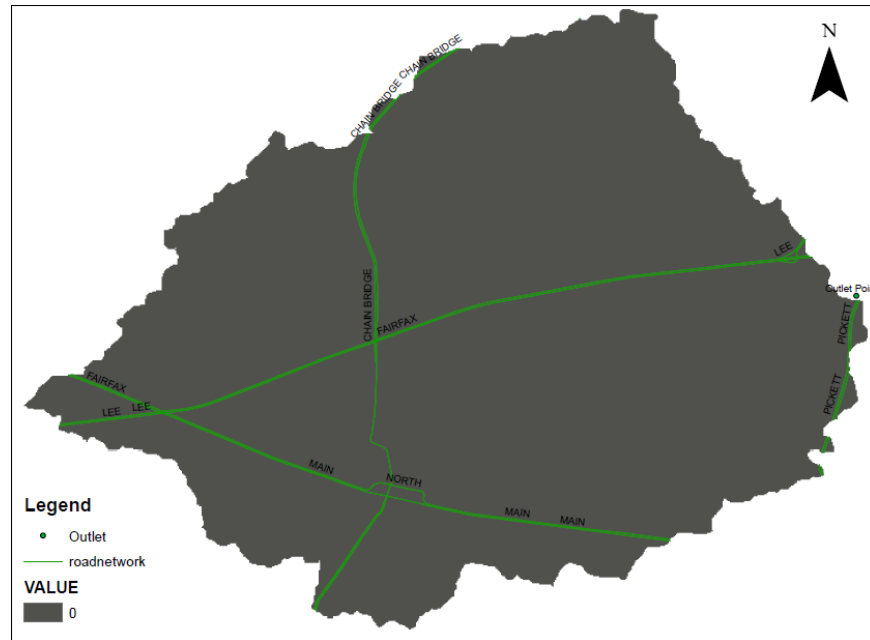 N
CHAIN BRIDGE
CHAIN BRIDGE
LEE
Outlet Poi
CHAIN BRIDGE
FAIRFAX
PICKETT
FAIRFAX
PICKETT
LEE LEE
MAIN
NORTH
MAIN MAIN
Legend
Outlet
roadnetwork
VALUE
0